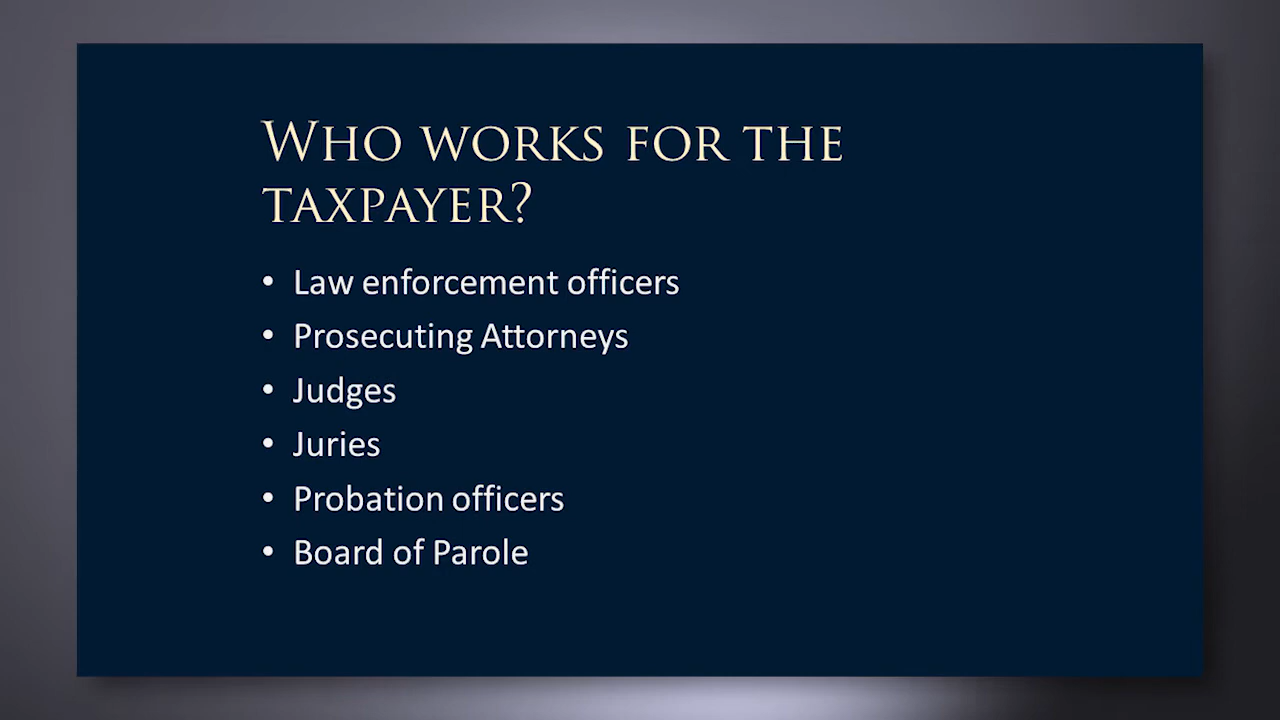 Who works for the
taxpayer?
• Law enforcement officers
• Prosecuting Attorneys
• Judges
• Juries
• Probation officers
• Board of Parole